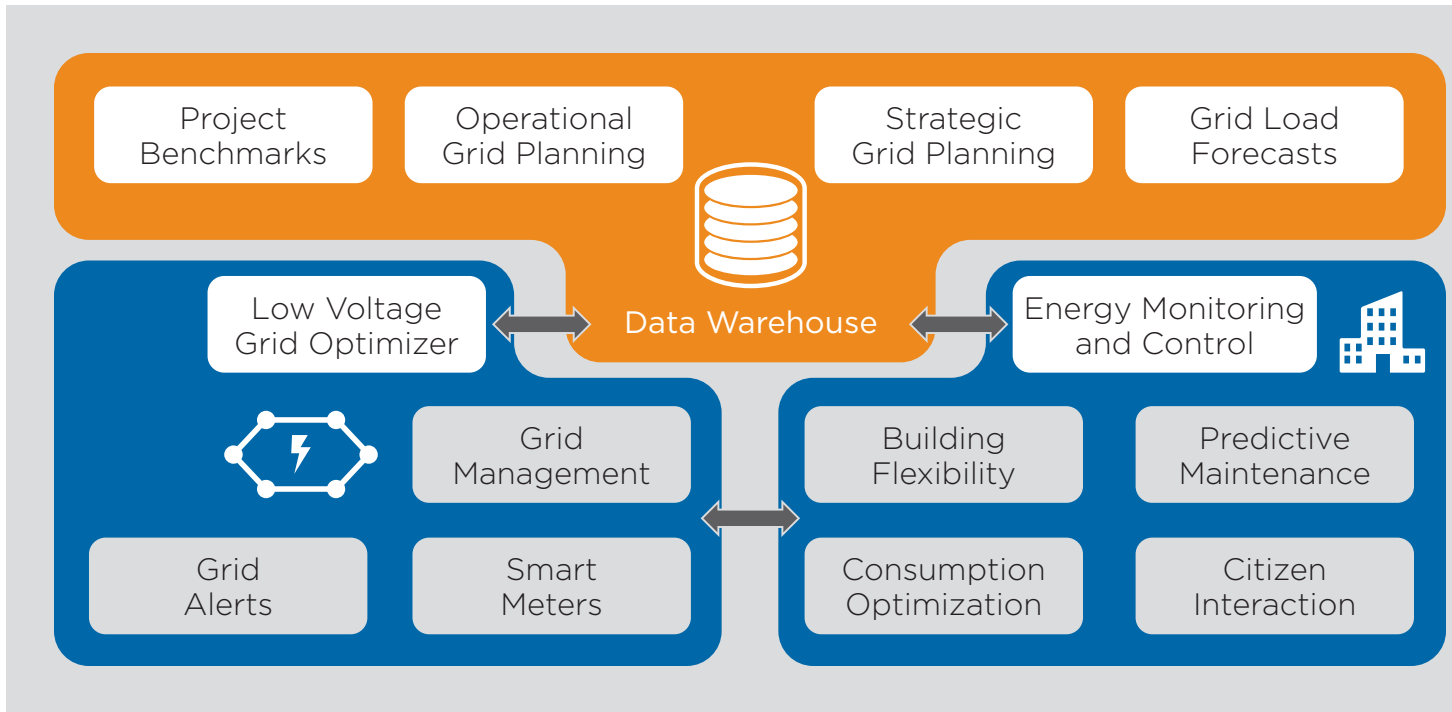 Project
Benchmarks
Operational
Grid Planning
Strategic
Grid Planning
Grid Load
Forecasts
Low Voltage
Grid Optimizer
Data Warehouse
Energy Monitoring
and Control
Grid
Management
Building
Flexibility
Predictive
Maintenance
Grid
Alerts
Smart
Meters
Consumption
Optimization
Citizen
Interaction